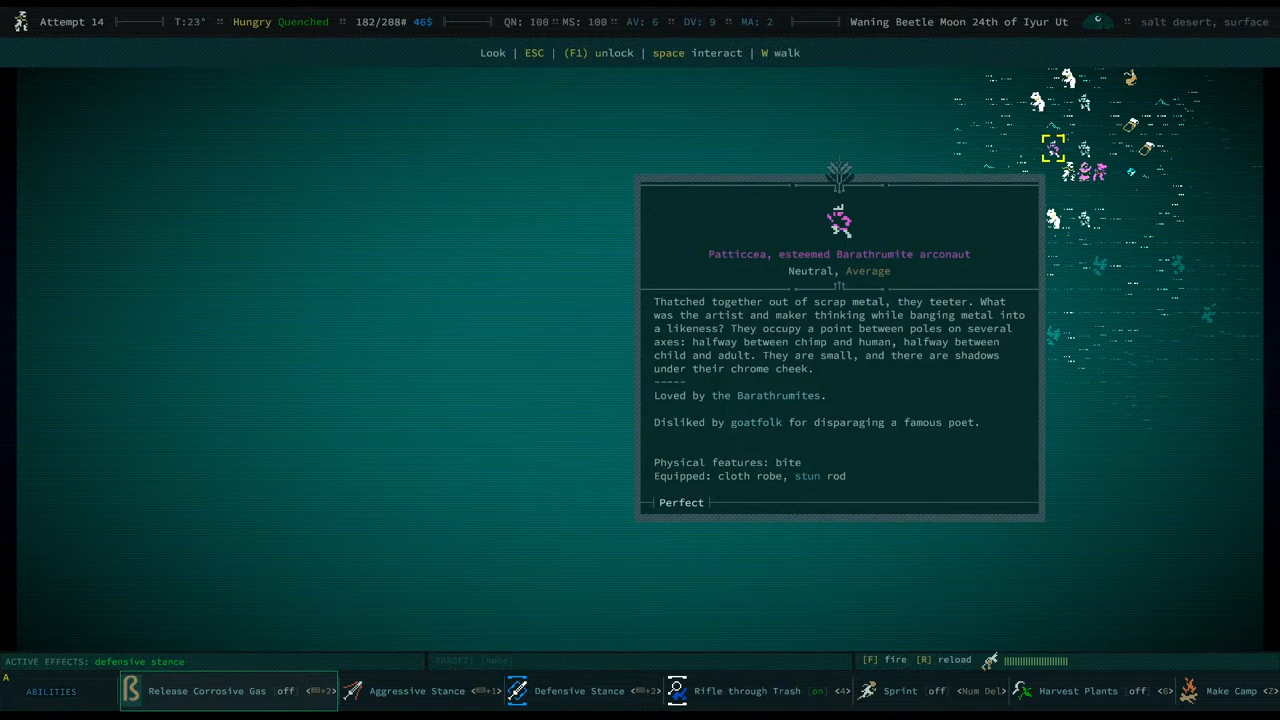 Attempt 14 T:23° :: Hungry Quenched :: 182/208# 46$ QN: 100 :: MS: 100 :: AV: 6 :: DV: 9 :: MA: 2 Waning Beetle Moon 24th of Iyur Ut :: salt desert, surface
Look | ESC | (F1) unlock | space interact | W walk
Patticcea, esteemed Barathrumite arconaut
Neutral, Average
Thatched together out of scrap metal, they teeter. What
was the artist and maker thinking while banging metal into
a likeness? They occupy a point between poles on several
axes: halfway between chimp and human, halfway between
child and adult. They are small, and there are shadows
under their chrome cheek.
-----
Loved by the Barathrumites.
Disliked by goatfolk for disparaging a famous poet.
Physical features: bite
Equipped: cloth robe, stun rod
Perfect
ACTIVE EFFECTS: defensive stance TARGET: [none] [F] fire [R] reload
A
ABILITIES Release Corrosive Gas [off] Aggressive Stance Defensive Stance Rifle through Trash [on] <4> Sprint [off] <Num Del> Harvest Plants [off] <6> Make Camp <Z>